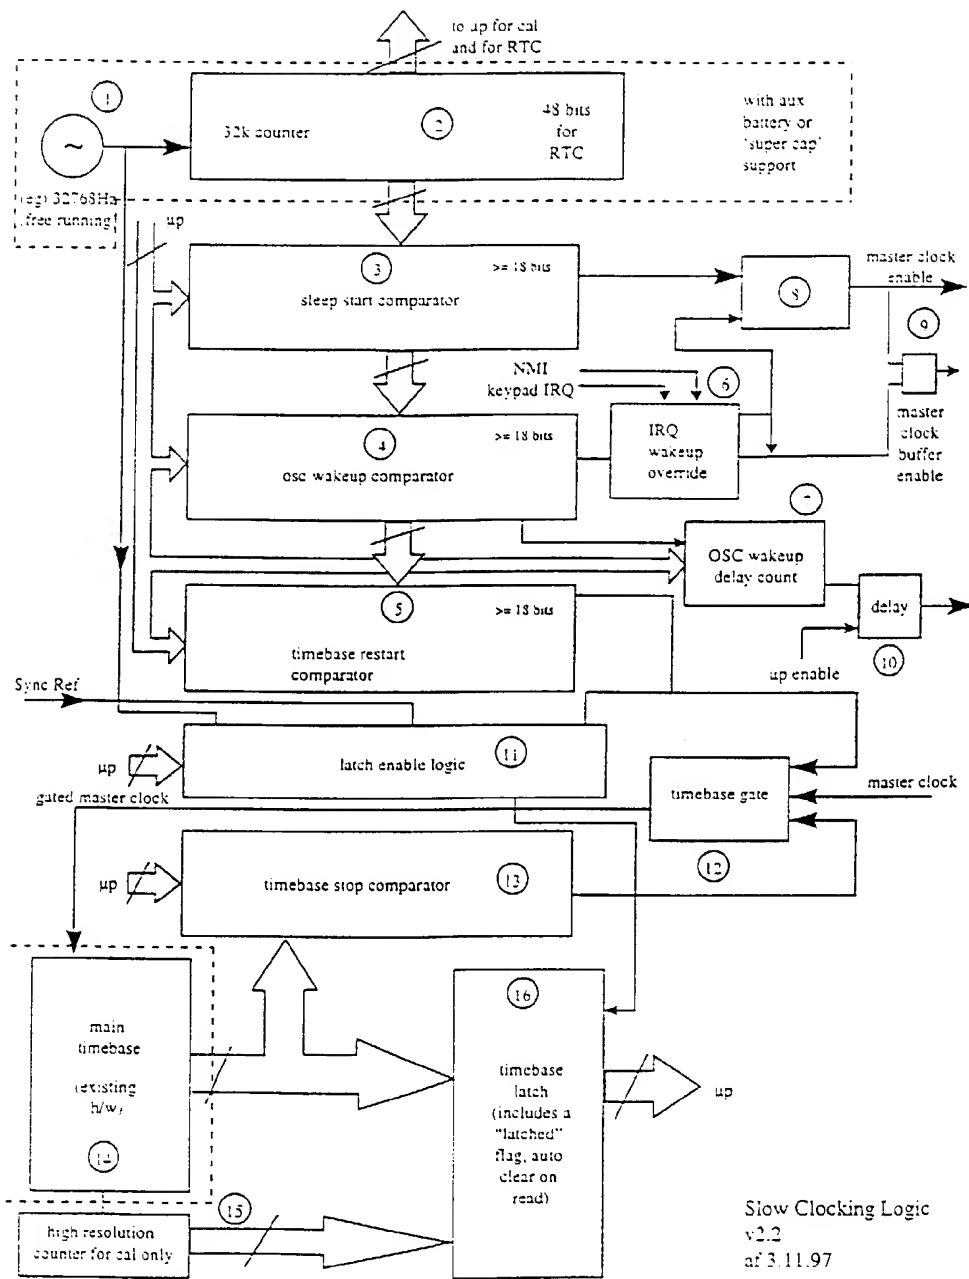 to up for cal
and for RTC
1
32k counter
2
48 bits
for
RTC
with aux
battery or
'super cap'
support
~
(eg) 32768Hz
free running
µp
3
>= 18 bits
sleep start comparator
8
master clock
enable
9
NMI
keypad IRQ
6
4
>= 18 bits
osc wakeup comparator
IRQ
wakeup
override
master
clock
buffer
enable
7
OSC wakeup
delay count
5
>= 18 bits
timebase restart
comparator
delay
10
µp enable
Sync Ref
latch enable logic
11
µp
gated master clock
timebase gate
master clock
12
µp
timebase stop comparator
13
main
timebase
(existing
h/w)
14
16
timebase
latch
(includes a
"latched"
flag, auto
clear on
read)
µp
15
high resolution
counter for cal only
Slow Clocking Logic
v2.2
af 3.11.97